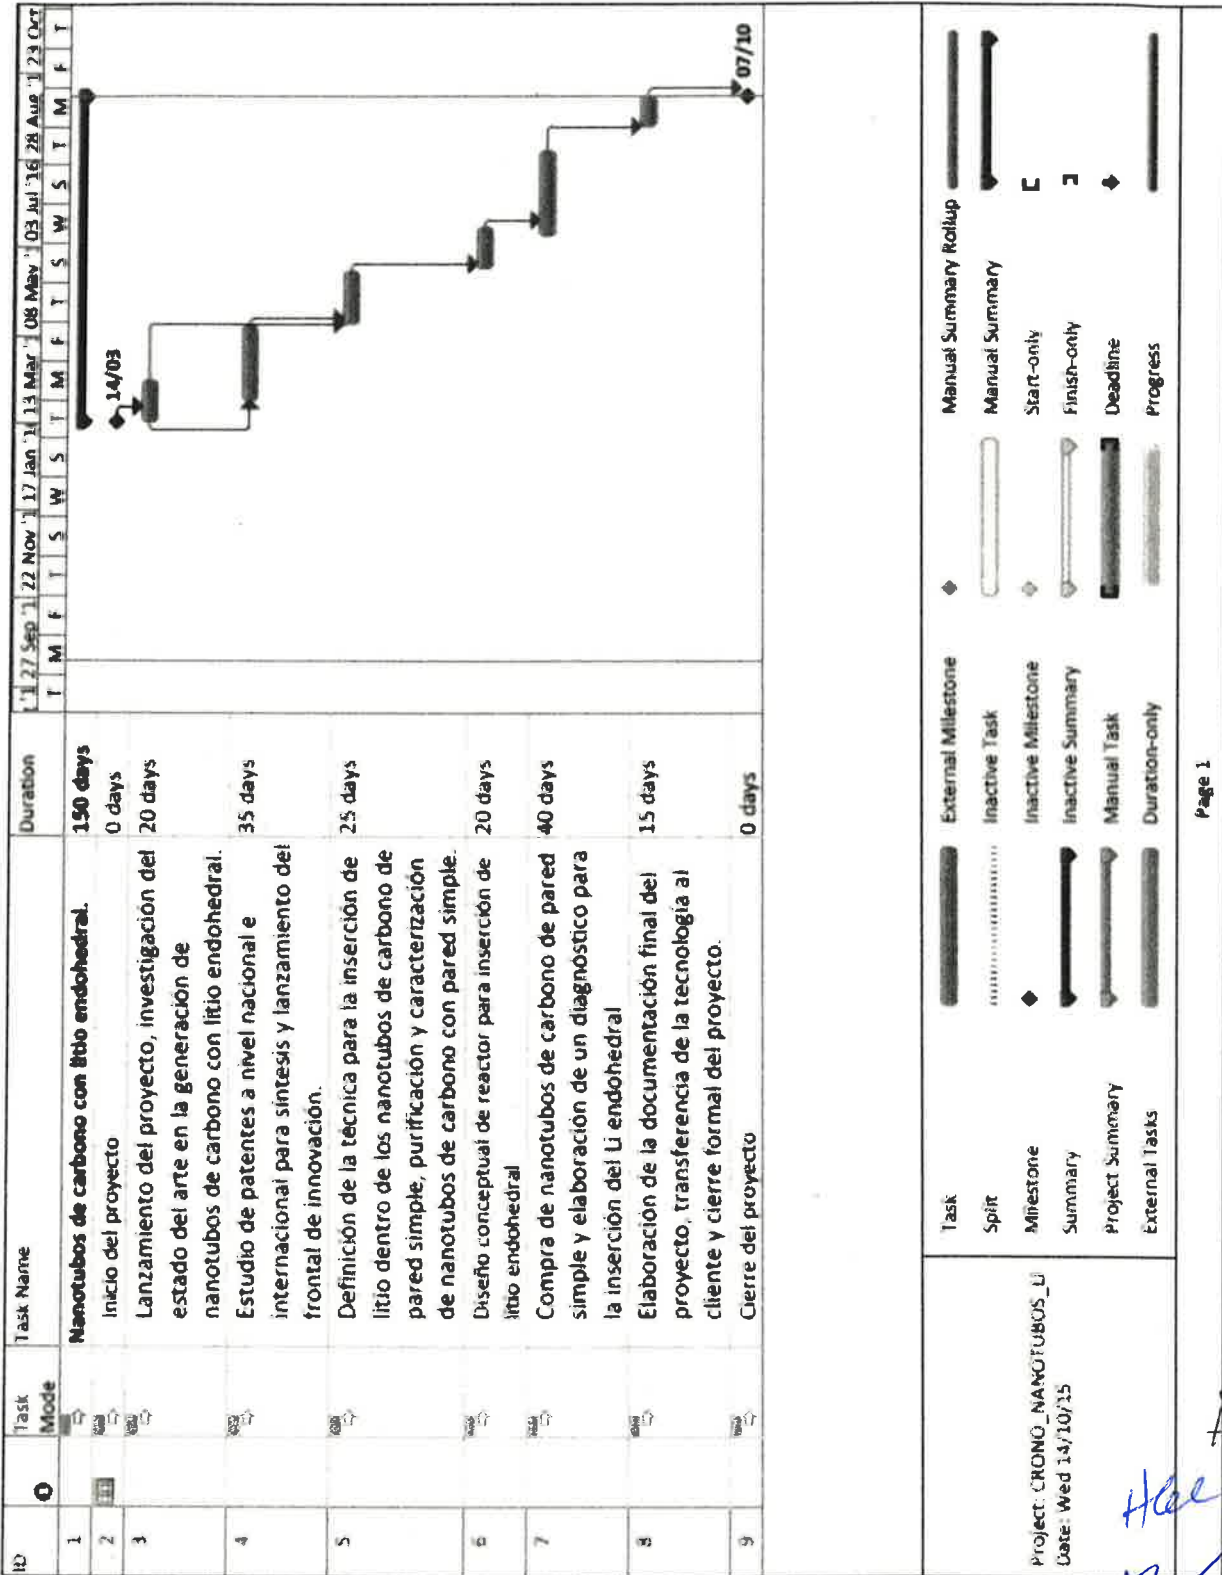 ID Task Mode Task Name Duration
27 Sep '1 22 Nov '1 17 Jan '1 13 Mar '1 08 May '1 03 Jul '16 28 Aug '1 23 Oct
T M F T S W S T M F T S W S T M F T
1 Nanotubos de carbono con litio endohedral. 150 days
2 Inicio del proyecto 0 days 14/03
3 Lanzamiento del proyecto, investigación del 20 days
estado del arte en la generación de
nanotubos de carbono con litio endohedral.
4 Estudio de patentes a nivel nacional e 35 days
internacional para síntesis y lanzamiento del
frontal de innovación.
5 Definición de la técnica para la inserción de 25 days
litio dentro de los nanotubos de carbono de
pared simple, purificación y caracterización
de nanotubos de carbono con pared simple.
6 Diseño conceptual de reactor para inserción de 20 days
litio endohedral
7 Compra de nanotubos de carbono de pared 40 days
simple y elaboración de un diagnóstico para
la inserción del Li endohedral
8 Elaboración de la documentación final del 15 days
proyecto, transferencia de la tecnología al
cliente y cierre formal del proyecto.
9 Cierre del proyecto 0 days 07/10
Project: CRONO_NANOTUBOS_LI
Date: Wed 14/10/15
Task External Milestone Manual Summary Rollup
Split Inactive Task Manual Summary
Milestone Inactive Milestone Start-only
Summary Inactive Summary Finish-only
Project Summary Manual Task Deadline
External Tasks Duration-only Progress
Page 1